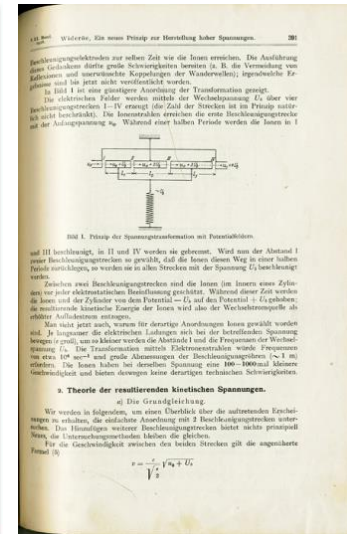 Wideröe, Ein neues Prinzip zur Herstellung hoher Spannungen. 391
Beschleunigungselektroden zur selben Zeit wie die Ionen erreichen. Die Ausführung
dieses Gedankens dürfte große Schwierigkeiten bereiten (z. B. die Vermeidung von
Reflexionen und unerwünschte Koppelungen der Wanderwellen); irgendwelche Er-
gebnisse sind bis jetzt nicht veröffentlicht worden.
In Bild 1 ist eine günstigere Anordnung der Transformation gezeigt.
Die elektrischen Felder werden mittels der Wechselspannung U₀ über vier
Beschleunigungsstrecken I—IV erzeugt (die Zahl der Strecken ist im Prinzip natür-
lich nicht beschränkt). Die Ionenstrahlen erreichen die erste Beschleunigungsstrecke
mit der Anfangsspannung u₀. Während einer halben Periode werden die Ionen in I
Bild 1. Prinzip der Spannungstransformation mit Potentialfeldern.
und III beschleunigt, in II und IV werden sie gebremst. Wird nun der Abstand l
zweier Beschleunigungsstrecken so gewählt, daß die Ionen diesen Weg in einer halben
Periode zurücklegen, so werden sie in allen Strecken mit der Spannung U₀ beschleunigt
werden.
Zwischen zwei Beschleunigungsstrecken sind die Ionen (im Innern eines Zylin-
ders) vor jeder elektrostatischen Beeinflussung geschützt. Während dieser Zeit werden
die Ionen und der Zylinder von dem Potential — U₀ auf den Potential + U₀ gehoben;
die resultierende kinetische Energie der Ionen wird also der Wechselstromquelle als
erhöhter Aufladestrom entzogen.
Man sieht jetzt auch, warum für derartige Anordnungen Ionen gewählt worden
sind. Je langsamer die elektrischen Ladungen sich bei der betreffenden Spannung
bewegen (e groß), um so kleiner werden die Abstände l und die Frequenzen der Wechsel-
spannung U₀. Die Transformation mittels Elektronenstrahlen würde Frequenzen
von etwa 10⁸ sec⁻¹ und große Abmessungen der Beschleunigungsröhren (~ 1 m)
erfordern. Die Ionen haben bei derselben Spannung eine 100—1000mal kleinere
Geschwindigkeit und bieten deswegen keine derartigen technischen Schwierigkeiten.
2. Theorie der resultierenden kinetischen Spannungen.
a) Die Grundgleichung.
Wir werden in folgendem, um einen Überblick über die auftretenden Erschei-
nungen zu erhalten, die einfachste Anordnung mit 2 Beschleunigungsstrecken unter-
suchen. Das Hinzufügen weiterer Beschleunigungsstrecken bietet nichts prinzipiell
Neues, die Untersuchungsmethoden bleiben die gleichen.
Für die Geschwindigkeit zwischen den beiden Strecken gilt die angenäherte
Formel (8)